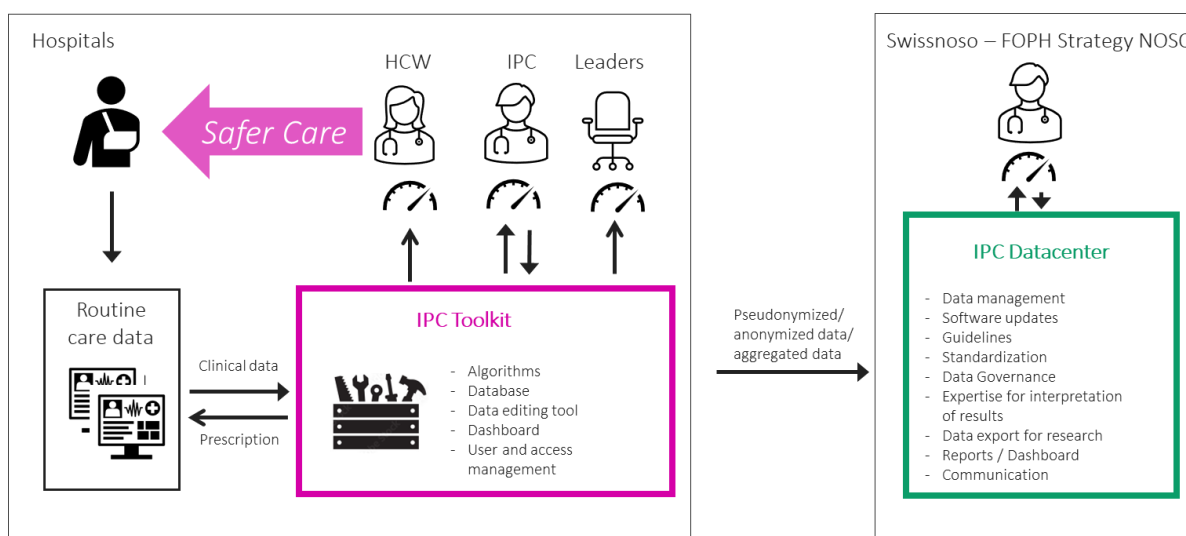 Hospitals
HCW
IPC
Leaders
Safer Care
Routine
care data
Clinical data
Prescription
IPC Toolkit
- Algorithms
- Database
- Data editing tool
- Dashboard
- User and access
management
Pseudonymized/
anonymized data/
aggregated data
Swissnoso – FOPH Strategy NOSO
IPC Datacenter
- Data management
- Software updates
- Guidelines
- Standardization
- Data Governance
- Expertise for interpretation
of results
- Data export for research
- Reports / Dashboard
- Communication